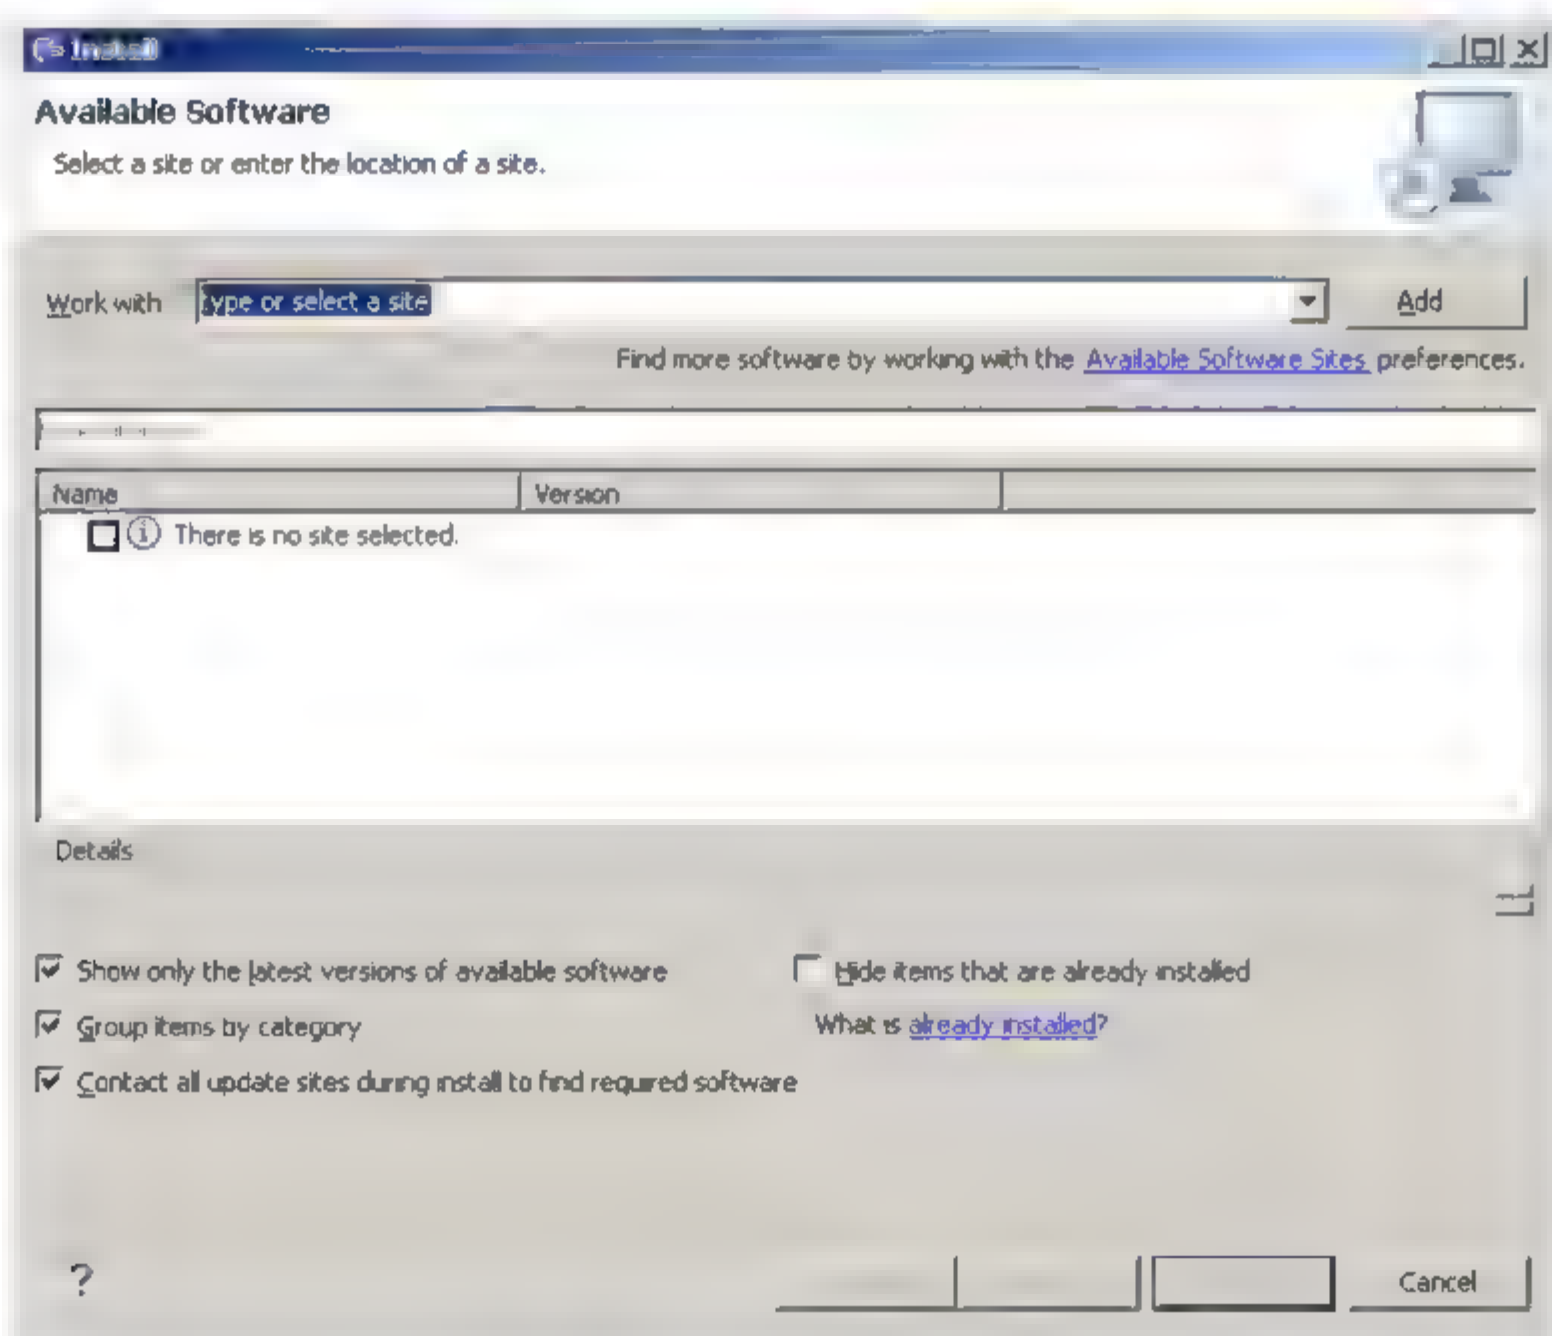 Install
Available Software
Select a site or enter the location of a site.
Work with type or select a site Add
Find more software by working with the Available Software Sites preferences.
Name Version
There is no site selected.
Details
Show only the latest versions of available software Hide items that are already installed
Group items by category What is already installed?
Contact all update sites during install to find required software
? Cancel